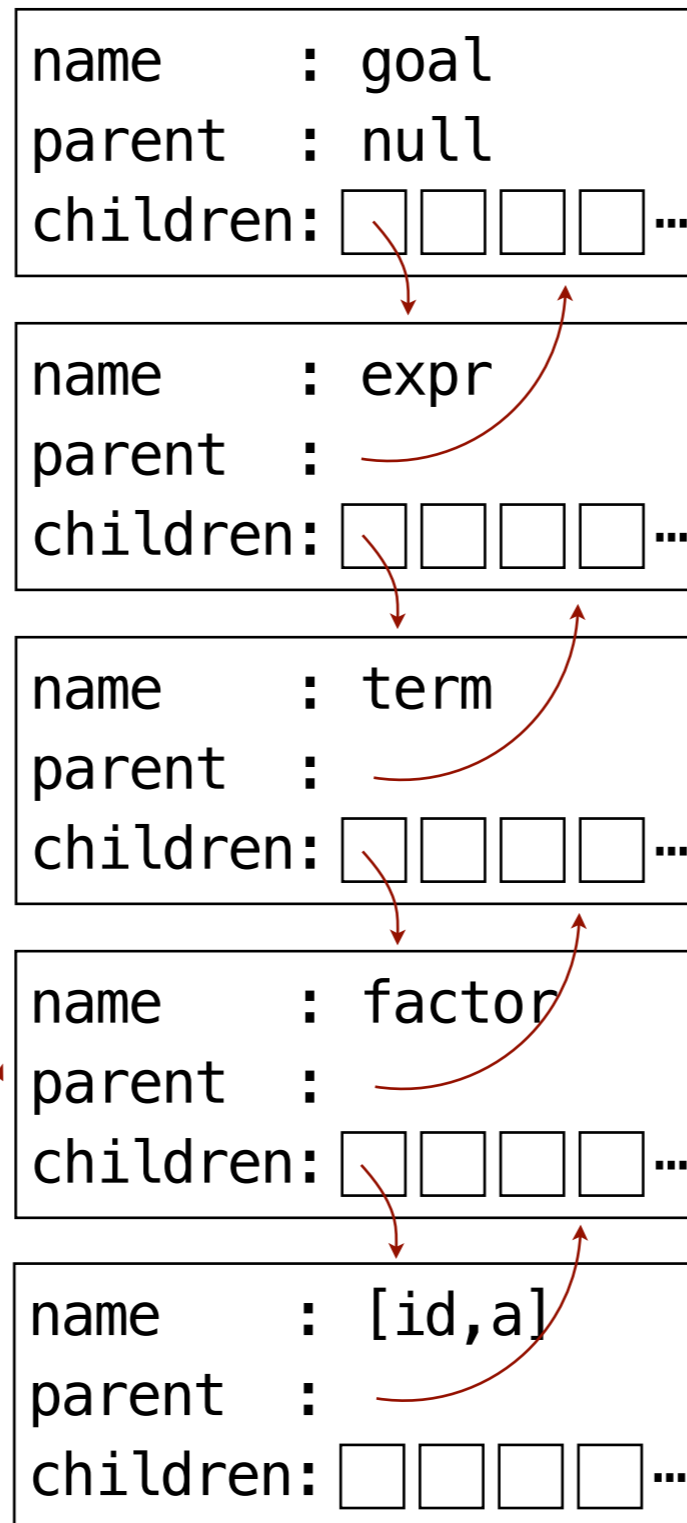 name : goal
parent : null
children: …
name : expr
parent :
children: …
name : term
parent :
children: …
name : factor
parent :
children: …
name : [id,a]
parent :
children: …